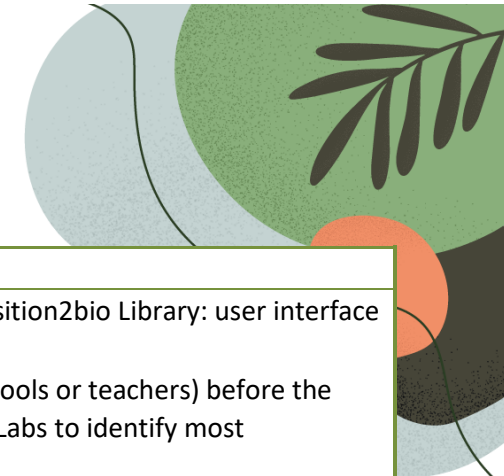 sition2bio Library: user interface
ools or teachers) before the
Labs to identify most